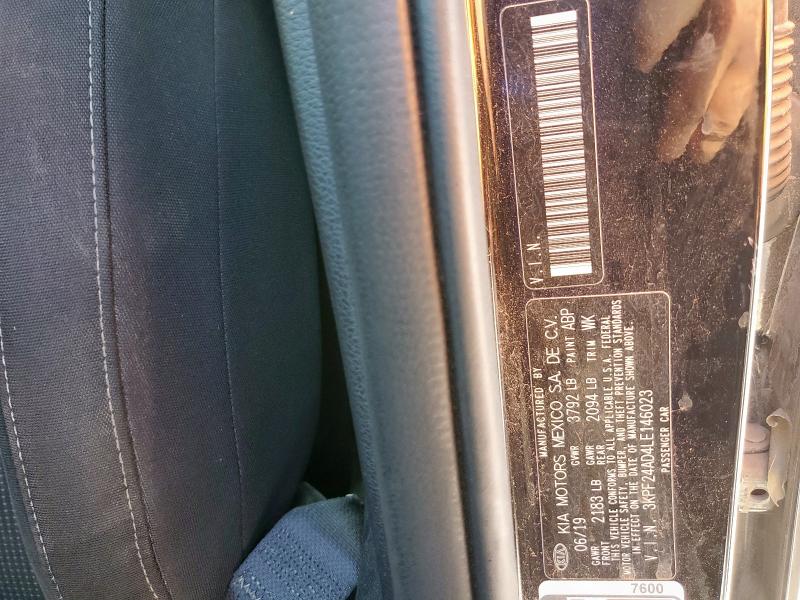 V.I.N.
MANUFACTURED BY
KIA KIA MOTORS MEXICO S.A. DE C.V.
06/19 GVWR 3792 LB PAINT ABP
GAWR FRONT 2183 LB GAWR REAR 2094 LB TRIM WK
THIS VEHICLE CONFORMS TO ALL APPLICABLE U.S.A. FEDERAL
MOTOR VEHICLE SAFETY, BUMPER, AND THEFT PREVENTION STANDARDS
IN EFFECT ON THE DATE OF MANUFACTURE SHOWN ABOVE.
V.I.N. 3KPF24AD4LE146023
PASSENGER CAR
7600